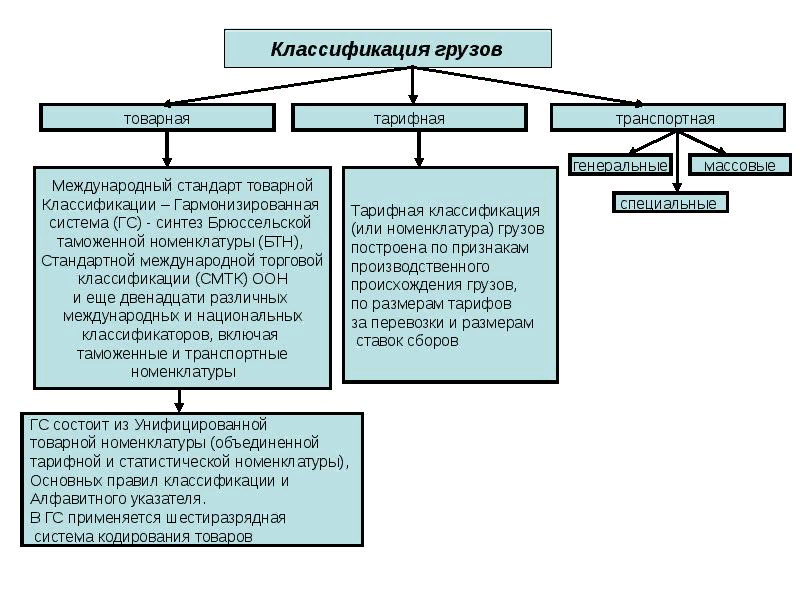 Классификация грузов
товарная
тарифная
транспортная
генеральные
массовые
специальные
Международный стандарт товарной
Классификации – Гармонизированная
система (ГС) - синтез Брюссельской
таможенной номенклатуры (БТН),
Стандартной международной торговой
классификации (СМТК) ООН
и еще двенадцати различных
международных и национальных
классификаторов, включая
таможенные и транспортные
номенклатуры
Тарифная классификация
(или номенклатура) грузов
построена по признакам
производственного
происхождения грузов,
по размерам тарифов
за перевозки и размерам
ставок сборов
ГС состоит из Унифицированной
товарной номенклатуры (объединенной
тарифной и статистической номенклатуры),
Основных правил классификации и
Алфавитного указателя.
В ГС применяется шестиразрядная
система кодирования товаров